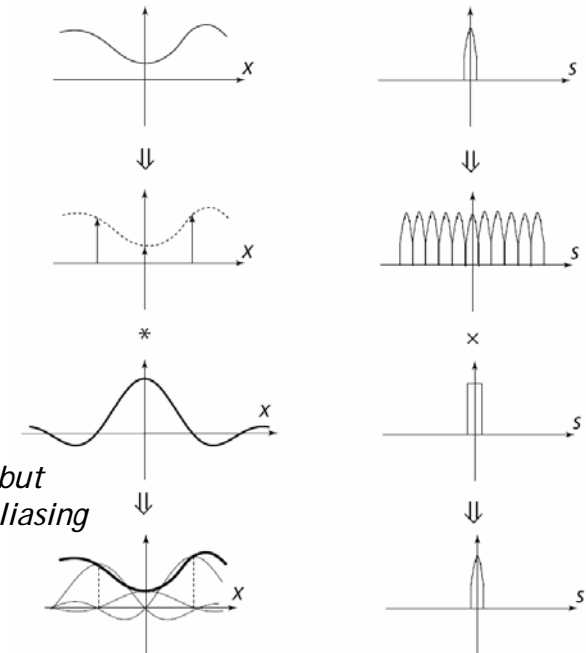 x s
⇓ ⇓
x s
* ×
x s
but
liasing
⇓ ⇓
x s